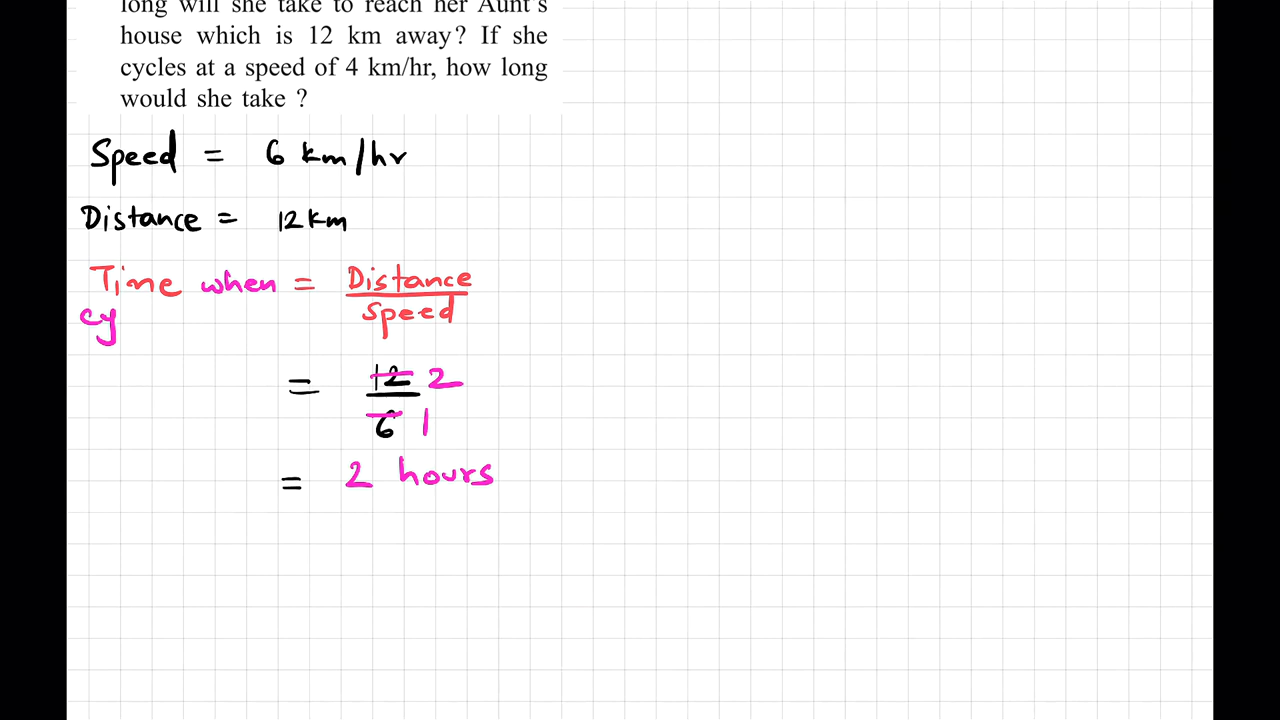 long will she take to reach her Aunt's
house which is 12 km away? If she
cycles at a speed of 4 km/hr, how long
would she take ?
Speed = 6 km/hr
Distance = 12 km
Time when = Distance
cy
Speed
= 12 2
6 1
= 2 hours